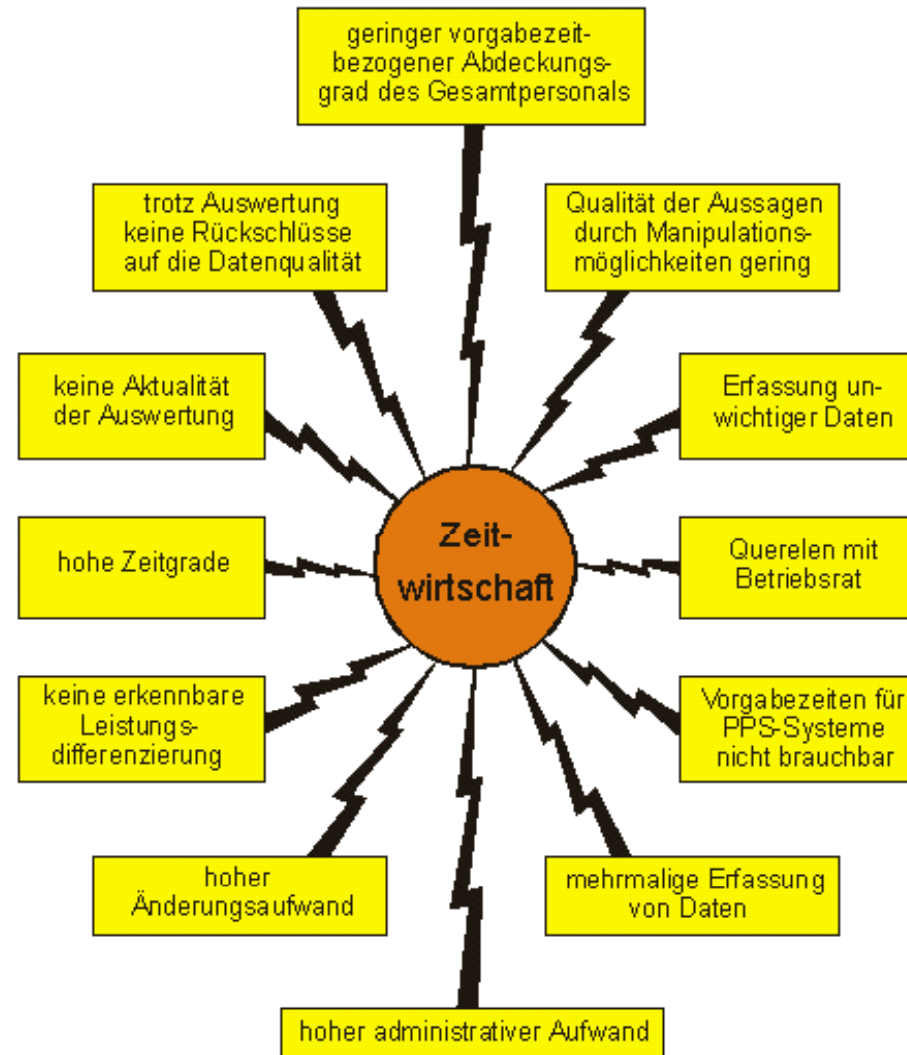 geringer vorgabezeit-
bezogener Abdeckungs-
grad des Gesamtpersonals
trotz Auswertung
keine Rückschlüsse
auf die Datenqualität
Qualität der Aussagen
durch Manipulations-
möglichkeiten gering
keine Aktualität
der Auswertung
Erfassung un-
wichtiger Daten
hohe Zeitgrade
Zeit-
wirtschaft
Querelen mit
Betriebsrat
keine erkennbare
Leistungs-
differenzierung
Vorgabezeiten für
PPS-Systeme
nicht brauchbar
hoher
Änderungsaufwand
mehrmalige Erfassung
von Daten
hoher administrativer Aufwand